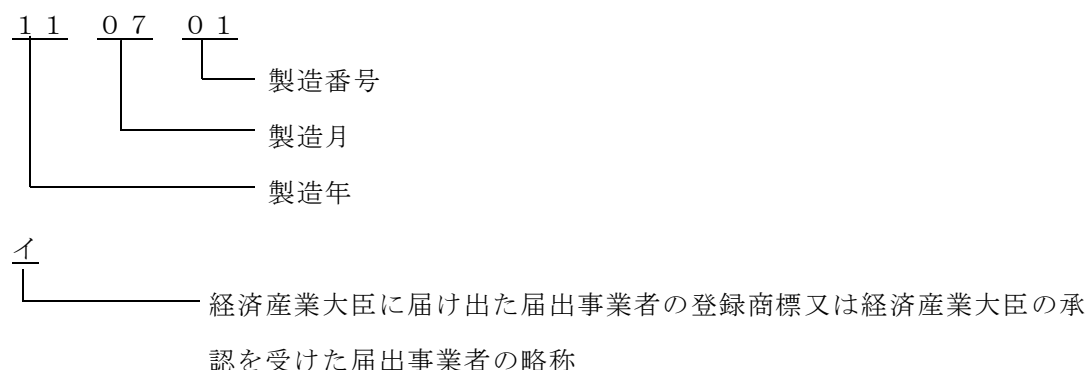 １１ ０７ ０１
製造番号
製造月
製造年
イ
経済産業大臣に届け出た届出事業者の登録商標又は経済産業大臣の承
認を受けた届出事業者の略称